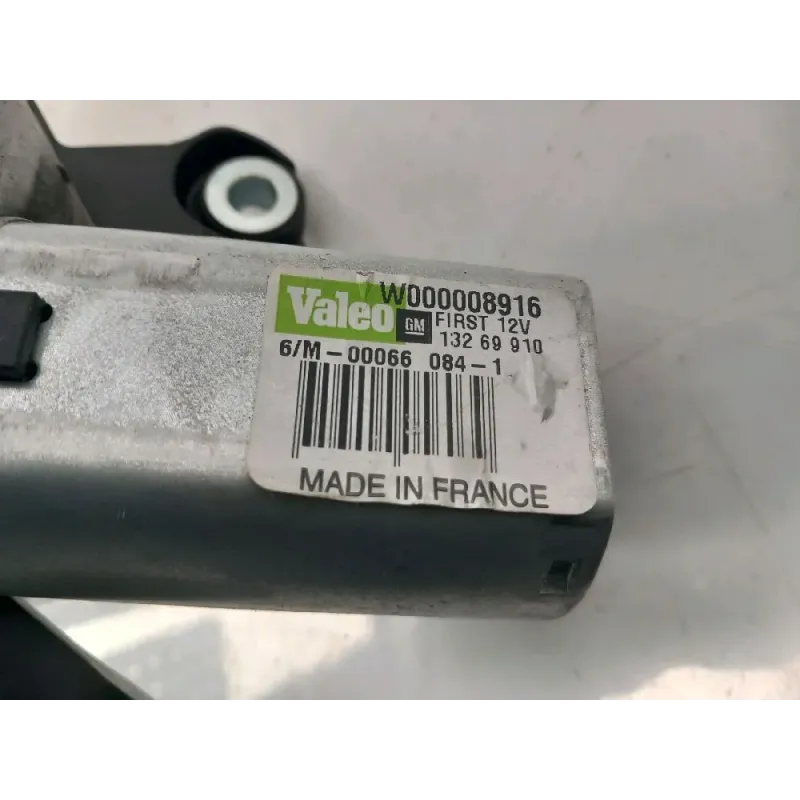 Valeo W000008916
GM FIRST 12V
132 69 910
6/M-00066 084-1
MADE IN FRANCE